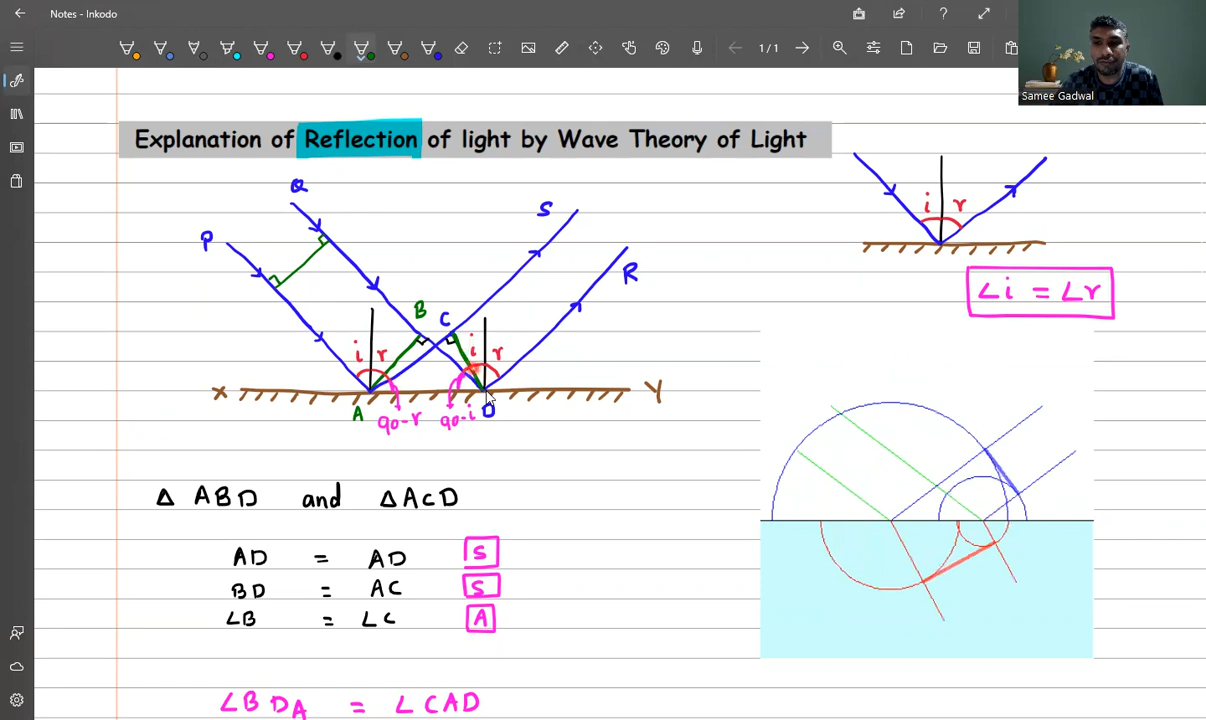 Notes - Inkodo
1/1
Samee Gadwal
Explanation of Reflection of light by Wave Theory of Light
Q
P
S
R
B
C
i r
i r
X
Y
A
90-r
90-i
D
i r
∠i = ∠r
Δ ABD and ΔACD
AD = AD S
BD = AC S
∠B = ∠C A
∠BDA = ∠CAD